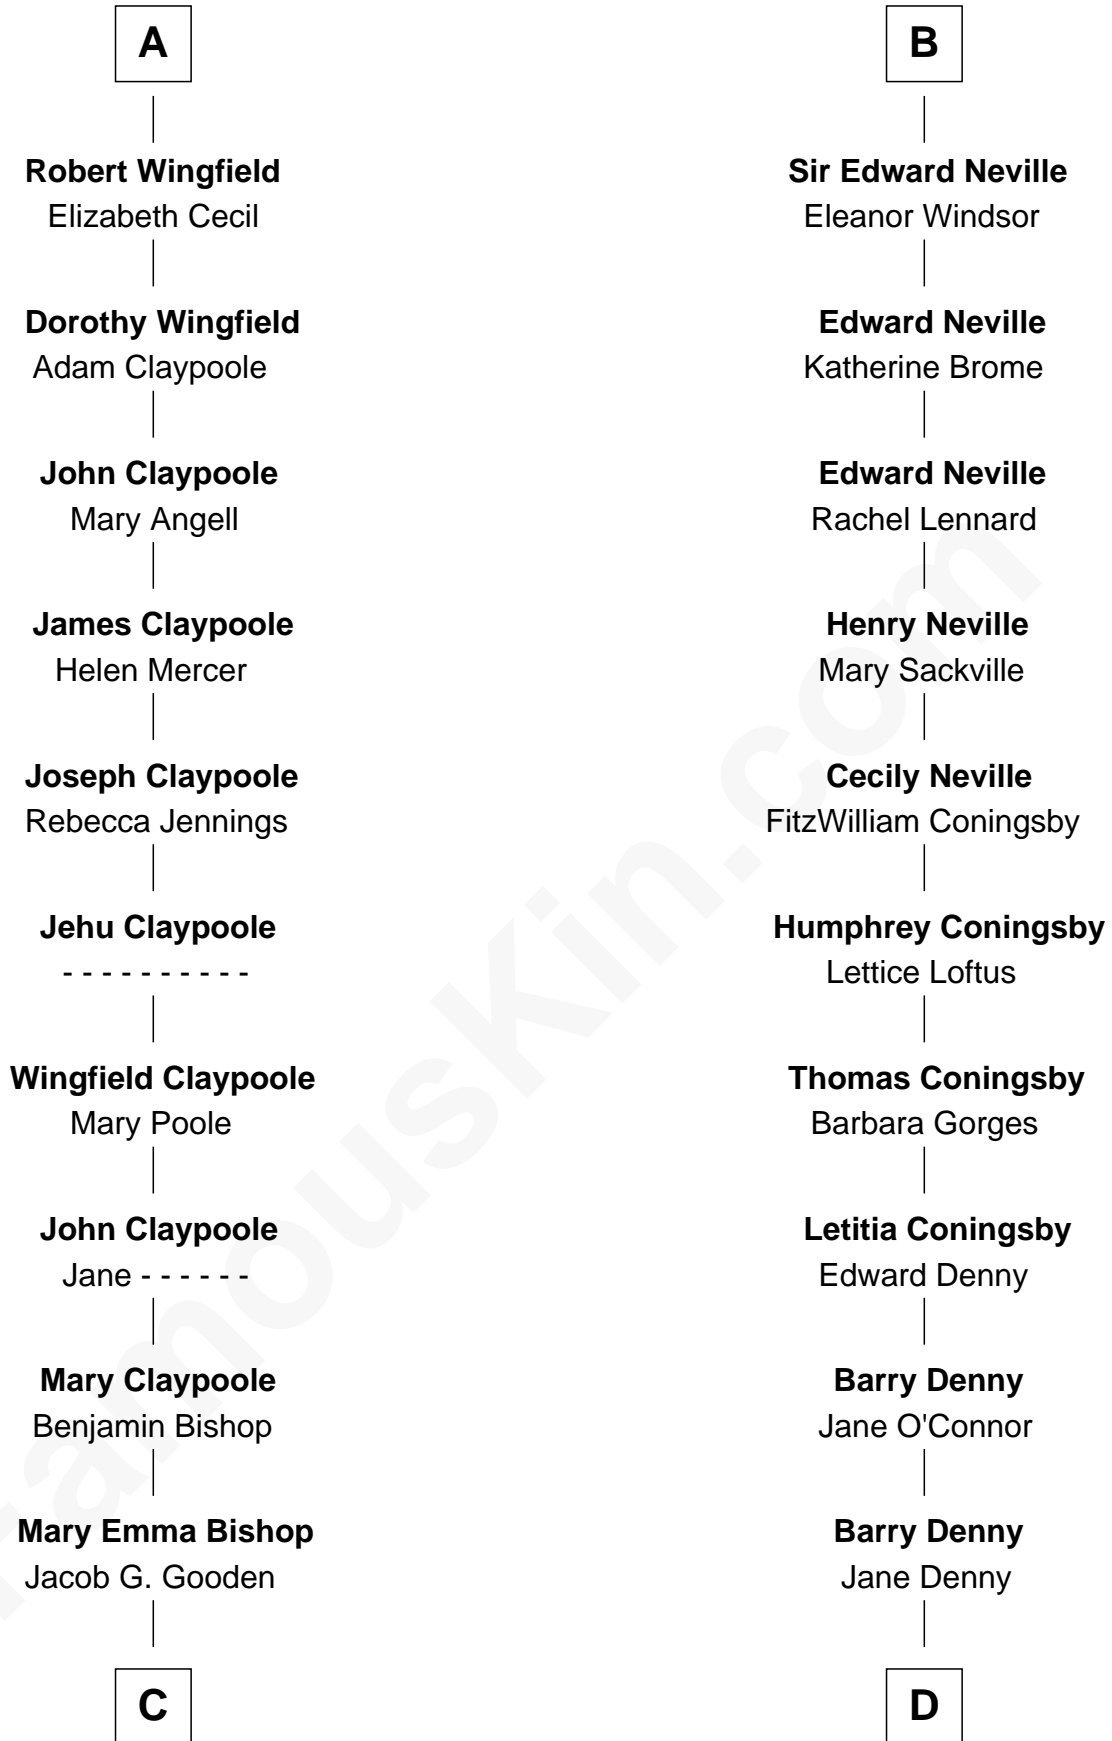 A
Robert Wingfield
Elizabeth Cecil
Dorothy Wingfield
Adam Claypoole
John Claypoole
Mary Angell
James Claypoole
Helen Mercer
Joseph Claypoole
Rebecca Jennings
Jehu Claypoole
- - - - - - - - - -
Wingfield Claypoole
Mary Poole
John Claypoole
Jane - - - - - -
Mary Claypoole
Benjamin Bishop
Mary Emma Bishop
Jacob G. Gooden
C
B
Sir Edward Neville
Eleanor Windsor
Edward Neville
Katherine Brome
Edward Neville
Rachel Lennard
Henry Neville
Mary Sackville
Cecily Neville
FitzWilliam Coningsby
Humphrey Coningsby
Lettice Loftus
Thomas Coningsby
Barbara Gorges
Letitia Coningsby
Edward Denny
Barry Denny
Jane O'Connor
Barry Denny
Jane Denny
D
FamousKin.com